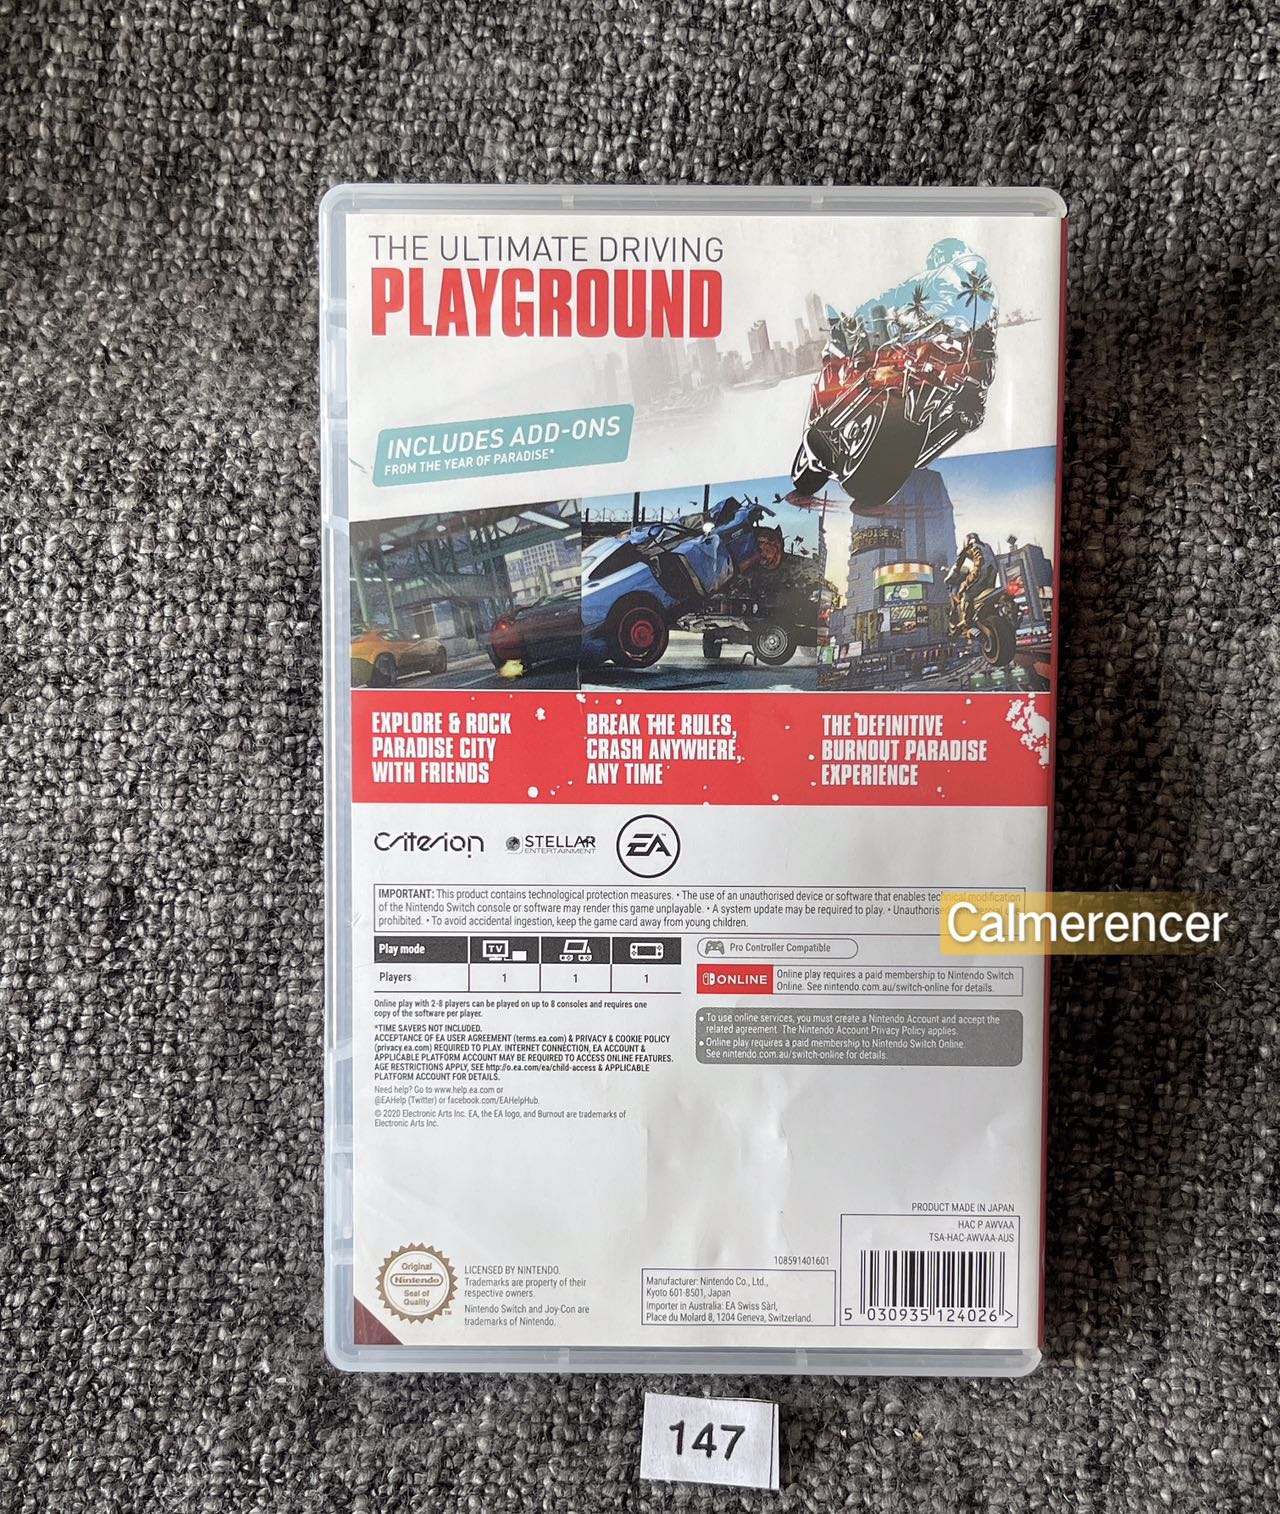 THE ULTIMATE DRIVING
PLAYGROUND
INCLUDES ADD-ONS
FROM THE YEAR OF PARADISE*
EXPLORE & ROCK
PARADISE CITY
WITH FRIENDS
BREAK THE RULES,
CRASH ANYWHERE,
ANY TIME
THE DEFINITIVE
BURNOUT PARADISE
EXPERIENCE
Criterion
STELLAR
ENTERTAINMENT
EA
IMPORTANT: This product contains technological protection measures. • The use of an unauthorised device or software that enables technical modification
of the Nintendo Switch console or software may render this game unplayable. • A system update may be required to play. • Unauthorised
prohibited. • To avoid accidental ingestion, keep the game card away from young children.
Calmerencer
Play mode
TV
Players
1
1
1
Pro Controller Compatible
ONLINE
Online play requires a paid membership to Nintendo Switch
Online. See nintendo.com.au/switch-online for details.
Online play with 2-8 players can be played on up to 8 consoles and requires one
copy of the software per player.
• To use online services, you must create a Nintendo Account and accept the
related agreement. The Nintendo Account Privacy Policy applies.
• Online play requires a paid membership to Nintendo Switch Online.
See nintendo.com.au/switch-online for details.
*TIME SAVERS NOT INCLUDED.
ACCEPTANCE OF EA USER AGREEMENT (terms.ea.com) & PRIVACY & COOKIE POLICY
(privacy.ea.com) REQUIRED TO PLAY. INTERNET CONNECTION, EA ACCOUNT &
APPLICABLE PLATFORM ACCOUNT MAY BE REQUIRED TO ACCESS ONLINE FEATURES.
AGE RESTRICTIONS APPLY, SEE http://o.ea.com/ea/child-access & APPLICABLE
PLATFORM ACCOUNT FOR DETAILS.
Need help? Go to www.help.ea.com or
@EAHelp (Twitter) or facebook.com/EAHelpHub.
© 2020 Electronic Arts Inc. EA, the EA logo, and Burnout are trademarks of
Electronic Arts Inc.
PRODUCT MADE IN JAPAN
HAC P AWVAA
TSA-HAC-AWVAA-AUS
108591401601
5 030935 124026 >
Original
Nintendo
Seal of
Quality
TM
LICENSED BY NINTENDO.
Trademarks are property of their
respective owners.
Nintendo Switch and Joy-Con are
trademarks of Nintendo.
Manufacturer: Nintendo Co., Ltd.,
Kyoto 601-8501, Japan
Importer in Australia: EA Swiss Sàrl,
Place du Molard 8, 1204 Geneva, Switzerland.
147